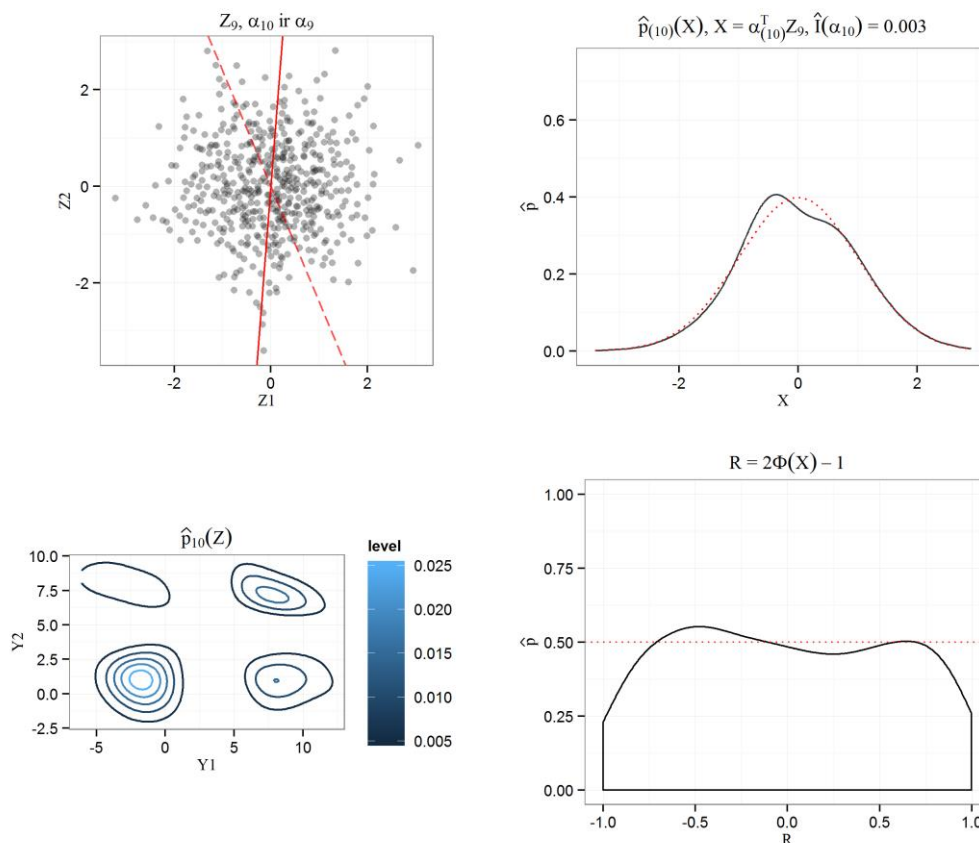 Z₉, α₁₀ ir α₉
2
0
-2
Z2
-2 0 2
Z1
p̂₍₁₀₎(X), X = αᵀ₍₁₀₎Z₉, Î(α₁₀) = 0.003
0.6
0.4
0.2
0.0
p̂
-2 0 2
X
p̂₁₀(Z)
10.0
7.5
5.0
2.5
0.0
-2.5
Y2
-5 0 5 10
Y1
level
0.025
0.020
0.015
0.010
0.005
R = 2Φ(X) − 1
1.00
0.75
0.50
0.25
0.00
p̂
-1.0 -0.5 0.0 0.5 1.0
R